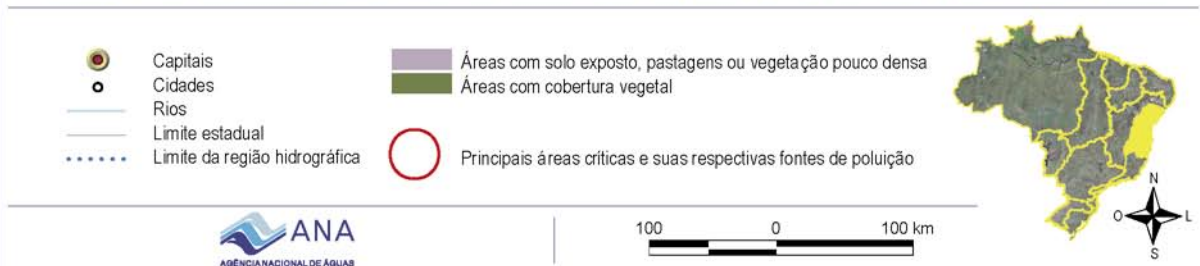 Capitais
Cidades
Rios
Limite estadual
Limite da região hidrográfica
Áreas com solo exposto, pastagens ou vegetação pouco densa
Áreas com cobertura vegetal
Principais áreas críticas e suas respectivas fontes de poluição
N
O
L
S
ANA
AGÊNCIA NACIONAL DE ÁGUAS
100 0 100 km